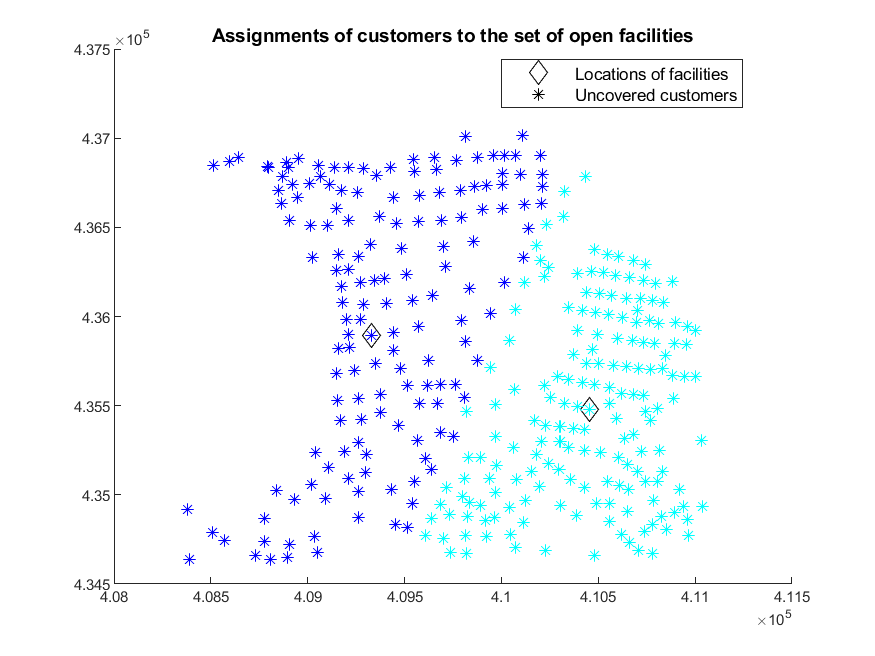 Assignments of customers to the set of open facilities
×10^5
Locations of facilities
Uncovered customers
4.375
4.37
4.365
4.36
4.355
4.35
4.345
4.08 4.085 4.09 4.095 4.1 4.105 4.11 4.115
×10^5